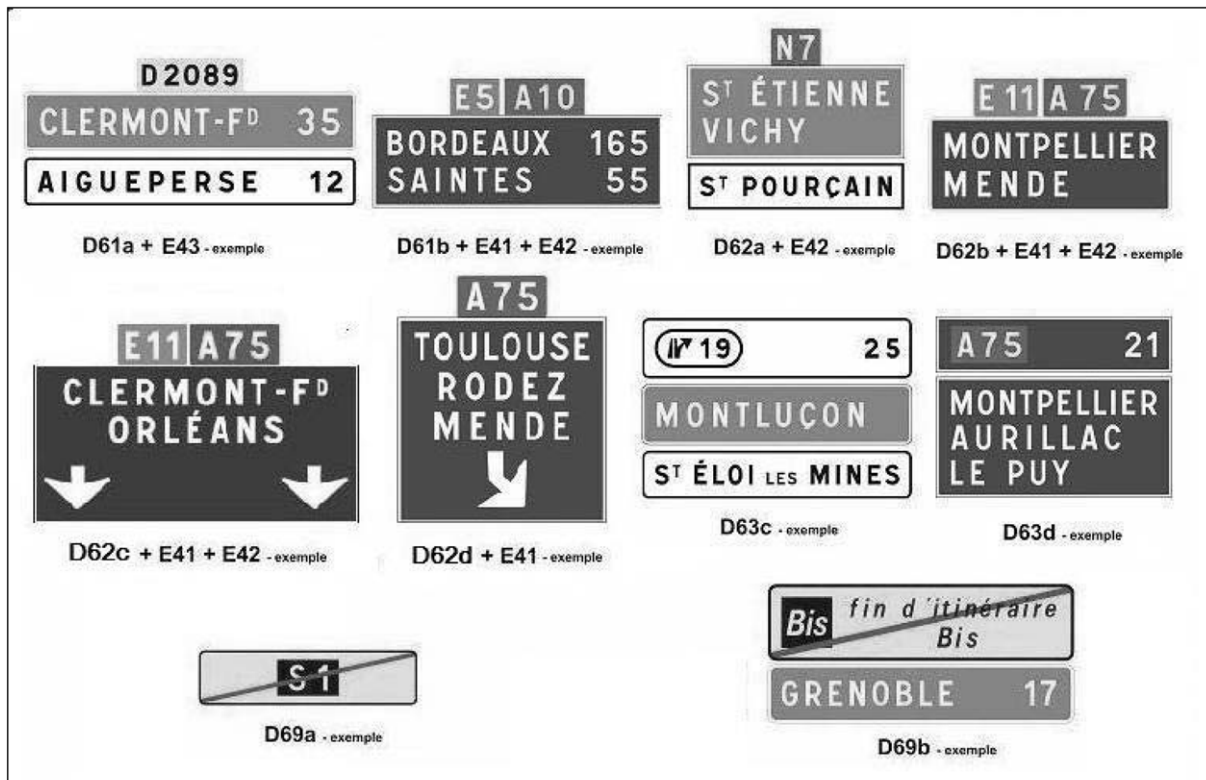 D2089
CLERMONT-Fᴰ 35
AIGUEPERSE 12
D61a + E43 - exemple
E5 A10
BORDEAUX 165
SAINTES 55
D61b + E41 + E42 - exemple
N7
Sᵀ ÉTIENNE
VICHY
Sᵀ POURÇAIN
D62a + E42 - exemple
E11 A75
MONTPELLIER
MENDE
D62b + E41 + E42 - exemple
E11 A75
CLERMONT-Fᴰ
ORLÉANS
D62c + E41 + E42 - exemple
A75
TOULOUSE
RODEZ
MENDE
D62d + E41 - exemple
19 25
MONTLUÇON
Sᵀ ÉLOI LES MINES
D63c - exemple
A75 21
MONTPELLIER
AURILLAC
LE PUY
D63d - exemple
S1
D69a - exemple
Bis fin d'itinéraire
Bis
GRENOBLE 17
D69b - exemple